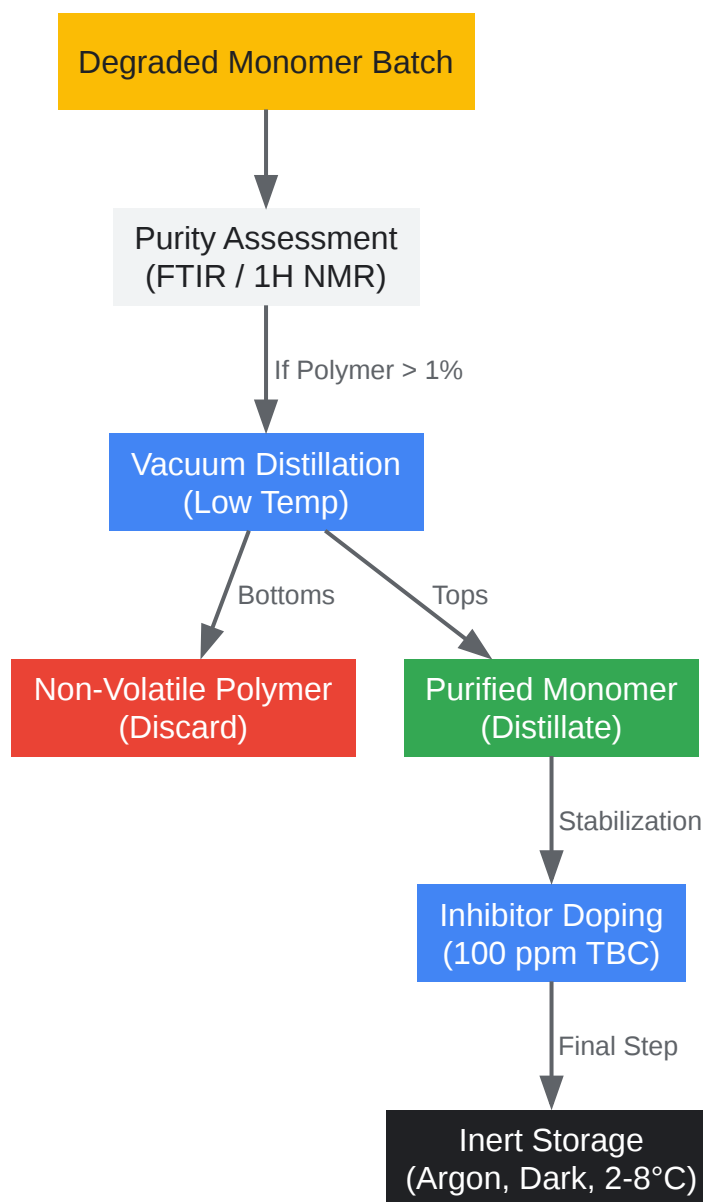 Degraded Monomer Batch
Purity Assessment
(FTIR / 1H NMR)
If Polymer > 1%
Vacuum Distillation
(Low Temp)
Bottoms
Tops
Non-Volatile Polymer
(Discard)
Purified Monomer
(Distillate)
Stabilization
Inhibitor Doping
(100 ppm TBC)
Final Step
Inert Storage
(Argon, Dark, 2-8°C)